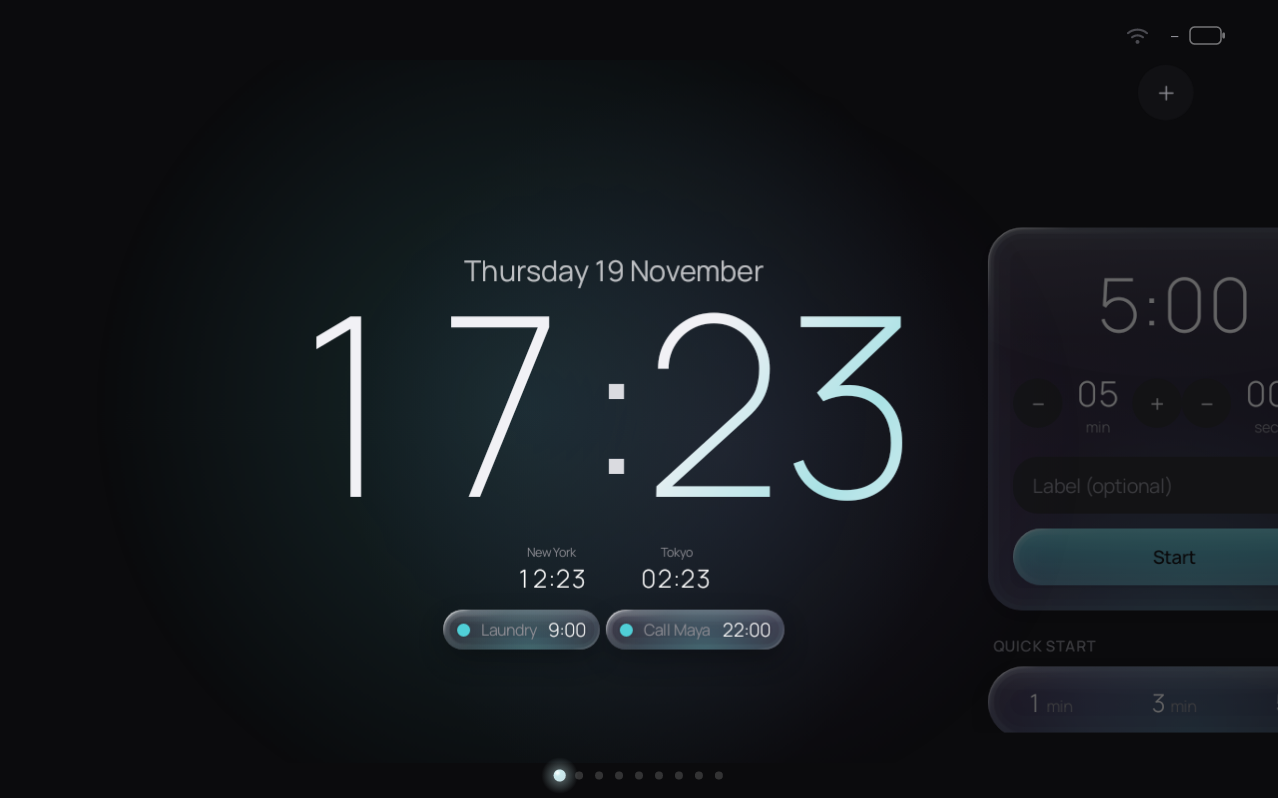 –
+
Thursday 19 November
17:23
New York
12:23
Tokyo
02:23
Laundry 9:00
Call Maya 22:00
5:00
– 05 + –
min
Label (optional)
Start
QUICK START
1 min 3 min